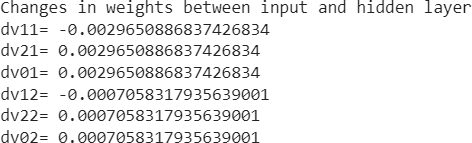 Changes in weights between input and hidden layer
dv11= -0.0029650886837426834
dv21= 0.0029650886837426834
dv01= 0.0029650886837426834
dv12= -0.0007058317935639001
dv22= 0.0007058317935639001
dv02= 0.0007058317935639001